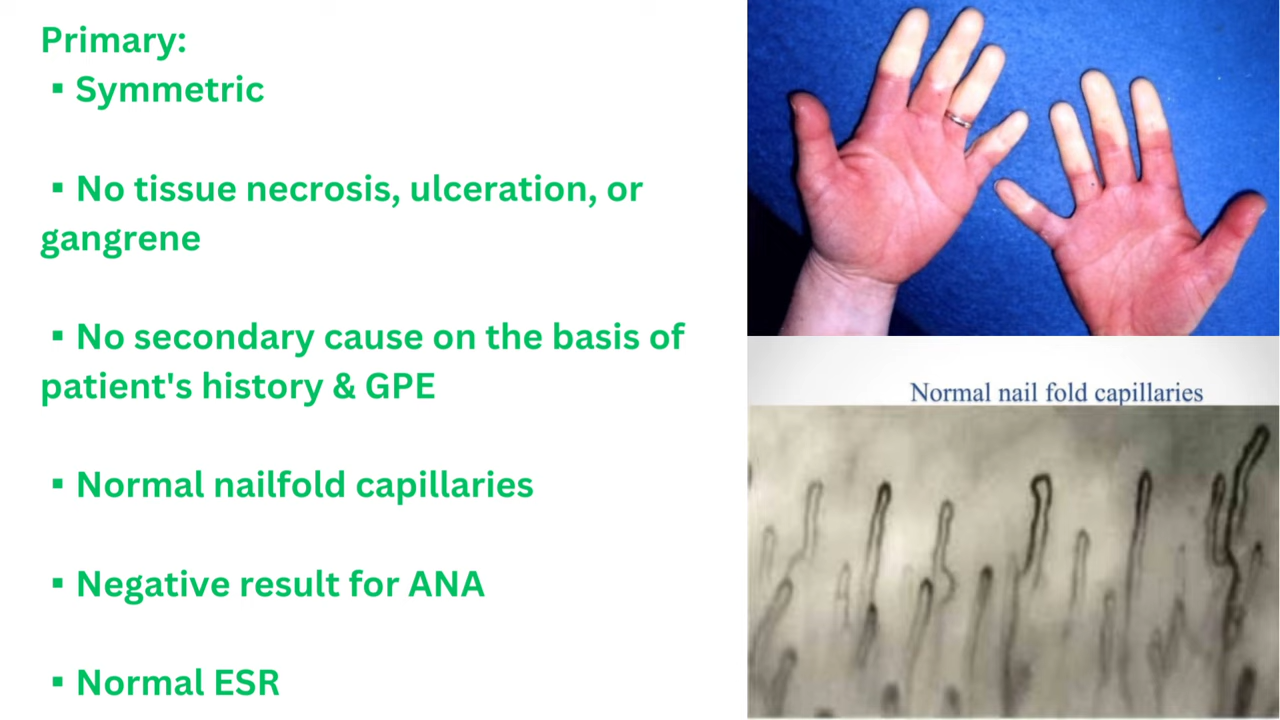 Primary:
▪ Symmetric
▪ No tissue necrosis, ulceration, or
gangrene
▪ No secondary cause on the basis of
patient's history & GPE
▪ Normal nailfold capillaries
▪ Negative result for ANA
▪ Normal ESR
Normal nail fold capillaries